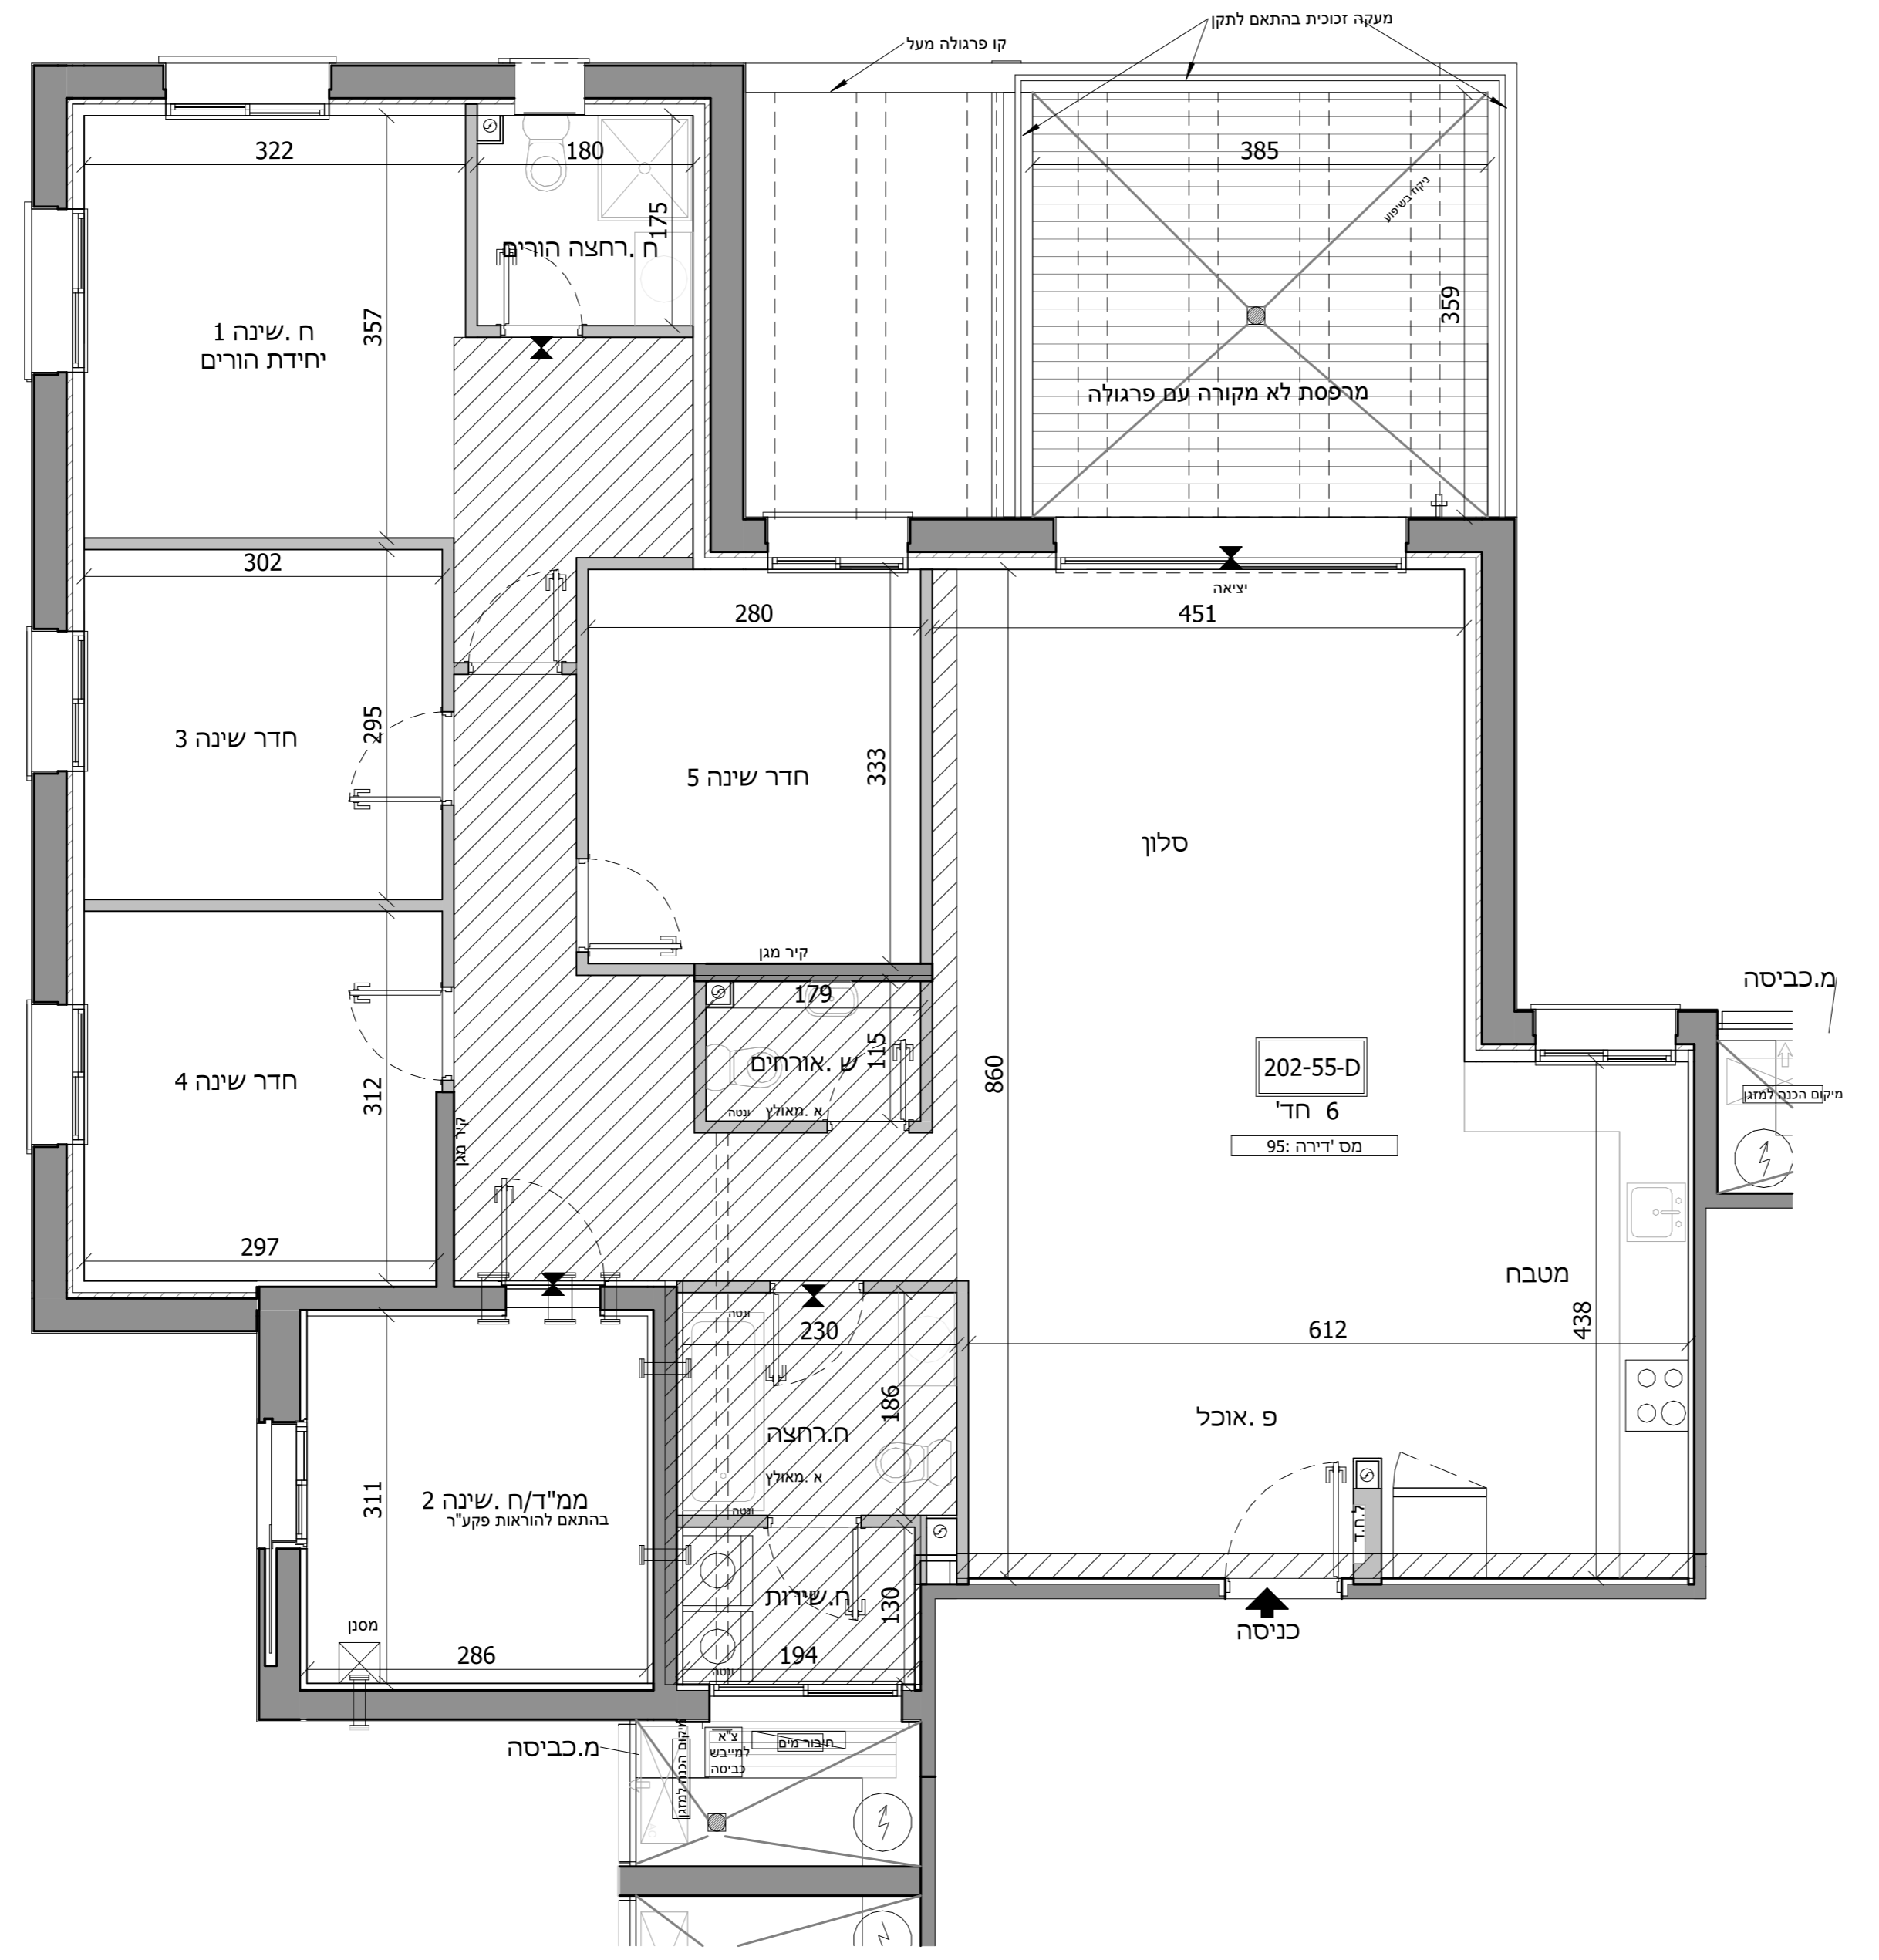 מעקה זכוכית בהתאם לתקן
קו פרגולה מעל
322
180
385
175
ניקוז בשיפוע
ח .רחצה הורים
359
357
ח .שינה 1
יחידת הורים
מרפסת לא מקורה עם פרגולה
302
יציאה
280
451
295
חדר שינה 3
333
חדר שינה 5
סלון
קיר מגן
מ.כביסה
179
115
ש .אורחים
860
202-55-D
6 חד'
מס 'דירה :95
חדר שינה 4
312
א .מאולץ
ונטה
קיר מגן
מיקום הכנה למזגן
297
מטבח
ונטה
230
612
438
186
פ .אוכל
ח.רחצה
א .מאולץ
ונטה
311
ממ"ד/ח .שינה 2
בהתאם להוראות פקע"ר
ל.ח.ד
ח.שירות
130
מסנן
כניסה
286
194
ונטה
מ.כביסה
מיקום הכנה למזגן
צ"א
למייבש
כביסה
חיבור מים